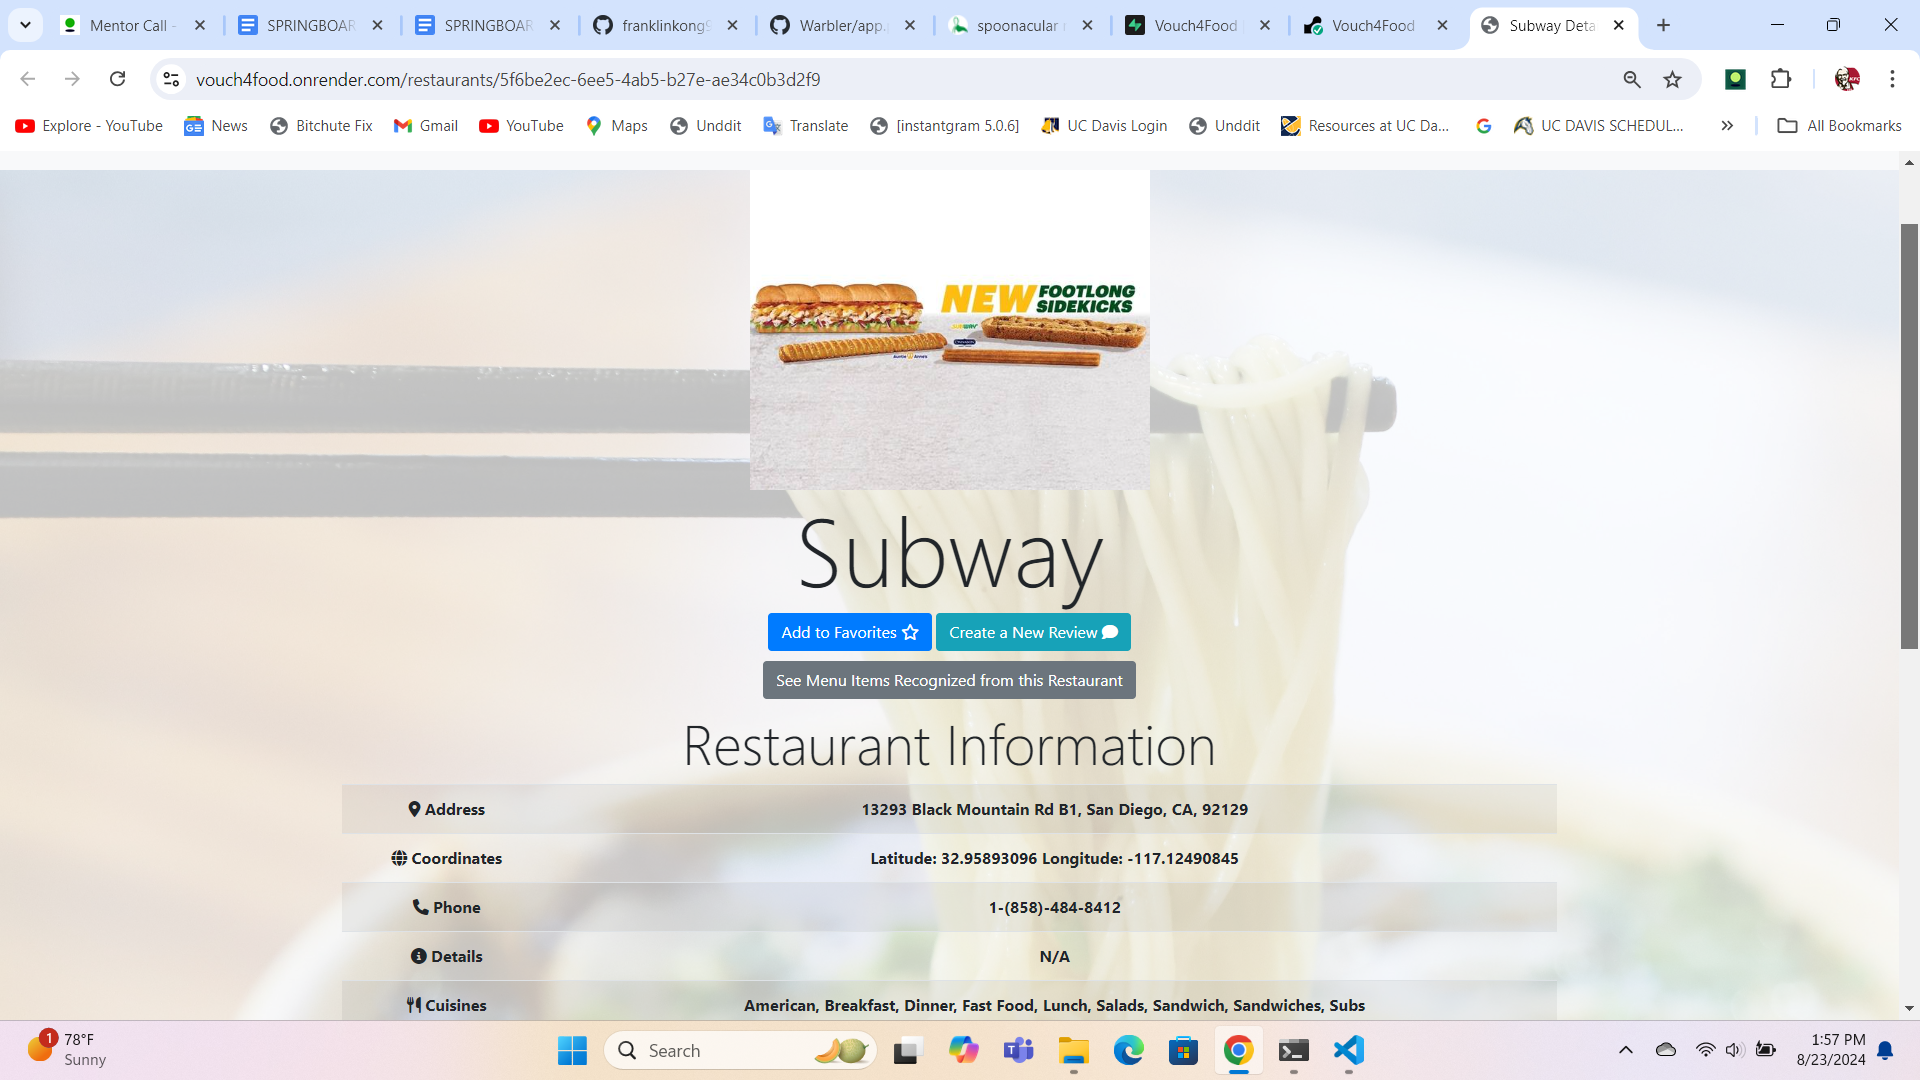 Mentor Call -
SPRINGBOAR
SPRINGBOAR
franklinkong9
Warbler/app.
spoonacular
Vouch4Food
Vouch4Food
Subway Deta
vouch4food.onrender.com/restaurants/5f6be2ec-6ee5-4ab5-b27e-ae34c0b3d2f9
Explore - YouTube
News
Bitchute Fix
Gmail
YouTube
Maps
Unddit
Translate
[instantgram 5.0.6]
UC Davis Login
Unddit
Resources at UC Da...
UC DAVIS SCHEDUL...
All Bookmarks
NEW FOOTLONG
SIDEKICKS
SUBWAY
Subway
Add to Favorites
Create a New Review
See Menu Items Recognized from this Restaurant
Restaurant Information
Address 13293 Black Mountain Rd B1, San Diego, CA, 92129
Coordinates Latitude: 32.95893096 Longitude: -117.12490845
Phone 1-(858)-484-8412
Details N/A
Cuisines American, Breakfast, Dinner, Fast Food, Lunch, Salads, Sandwich, Sandwiches, Subs
1
78°F
Sunny
Search
1:57 PM
8/23/2024